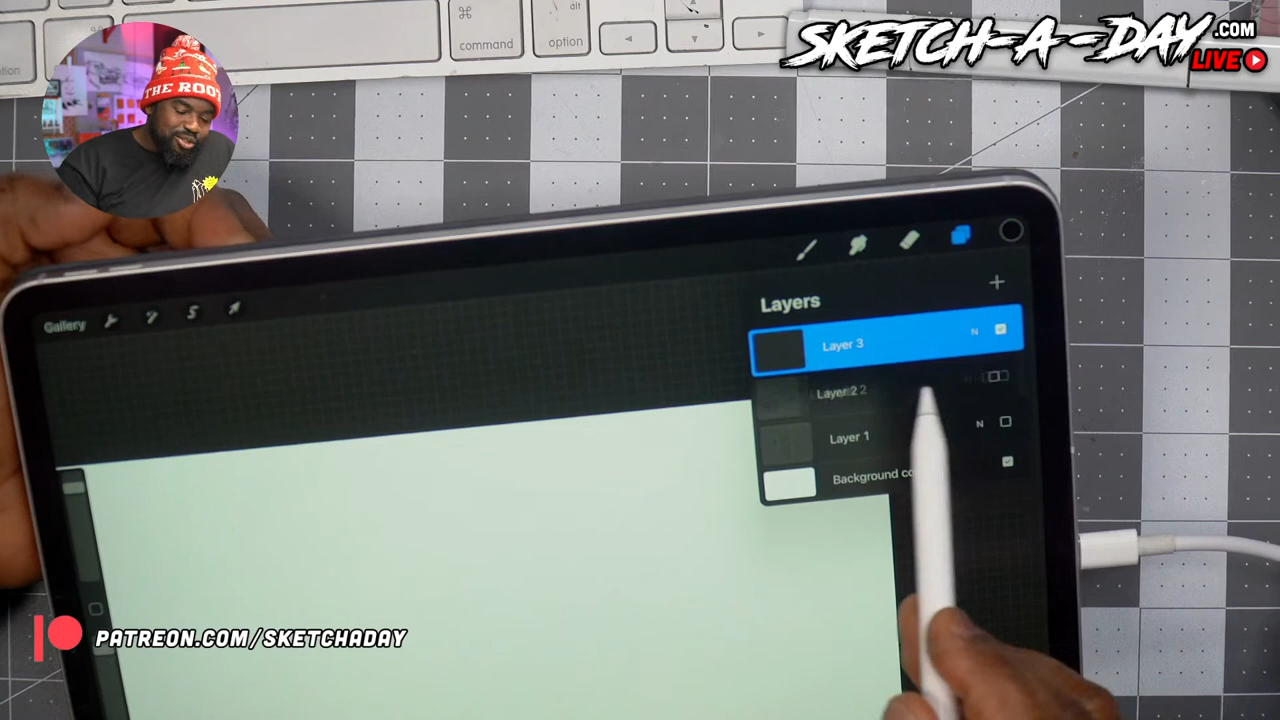 option
command
alt
option
SKETCH-A-DAY.COM
LIVE
THE ROOT
Gallery
S
Layers
Layer 3
N
Layer 2
Layer 1
N
Background co
PATREON.COM/SKETCHADAY